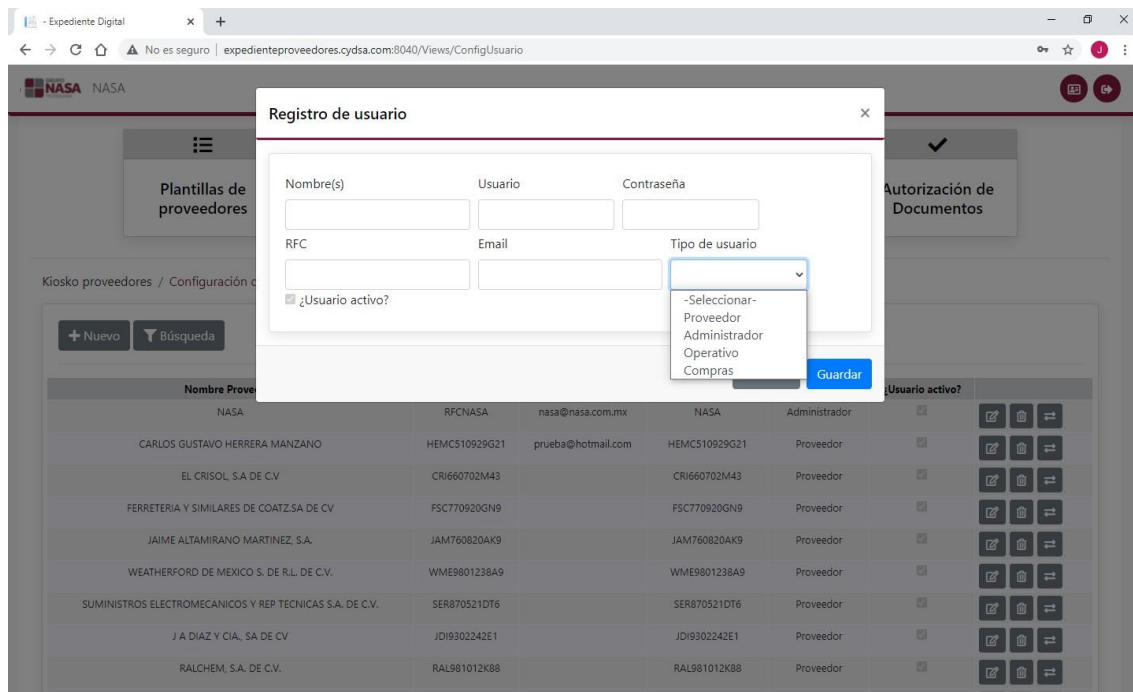 - Expediente Digital
No es seguro | expedienteproveedores.cydsa.com:8040/Views/ConfigUsuario
J
GRUPO
NASA NASA
Registro de usuario
Plantillas de
proveedores
Autorización de
Documentos
Nombre(s) Usuario Contraseña
RFC Email Tipo de usuario
¿Usuario activo?
-Seleccionar-
Proveedor
Administrador
Operativo
Compras
Guardar
Kiosko proveedores / Configuración
Nuevo Búsqueda
Nombre ¿Usuario activo?
NASA RFCNASA nasa@nasa.com.mx NASA Administrador
CARLOS GUSTAVO HERRERA MANZANO HEMC510929G21 prueba@hotmail.com HEMC510929G21 Proveedor
EL CRISOL, S.A DE C.V CRI660702M43 CRI660702M43 Proveedor
FERRETERIA Y SIMILARES DE COATZ.SA DE CV FSC770920GN9 FSC770920GN9 Proveedor
JAIME ALTAMIRANO MARTINEZ, S.A. JAM760820AK9 JAM760820AK9 Proveedor
WEATHERFORD DE MEXICO S. DE R.L. DE C.V. WME9801238A9 WME9801238A9 Proveedor
SUMINISTROS ELECTROMECANICOS Y REP TECNICAS S.A. DE C.V. SER870521DT6 SER870521DT6 Proveedor
J A DIAZ Y CIA., SA DE CV JDI9302242E1 JDI9302242E1 Proveedor
RALCHEM, S.A. DE C.V. RAL981012K88 RAL981012K88 Proveedor